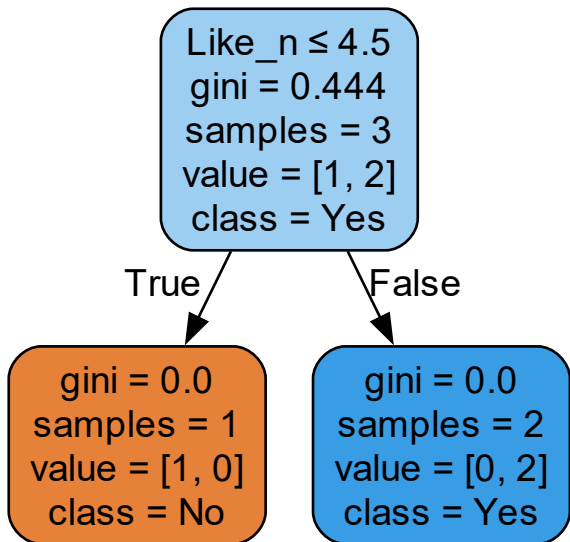 Like_n ≤ 4.5
gini = 0.444
samples = 3
value = [1, 2]
class = Yes
True
False
gini = 0.0
samples = 1
value = [1, 0]
class = No
gini = 0.0
samples = 2
value = [0, 2]
class = Yes